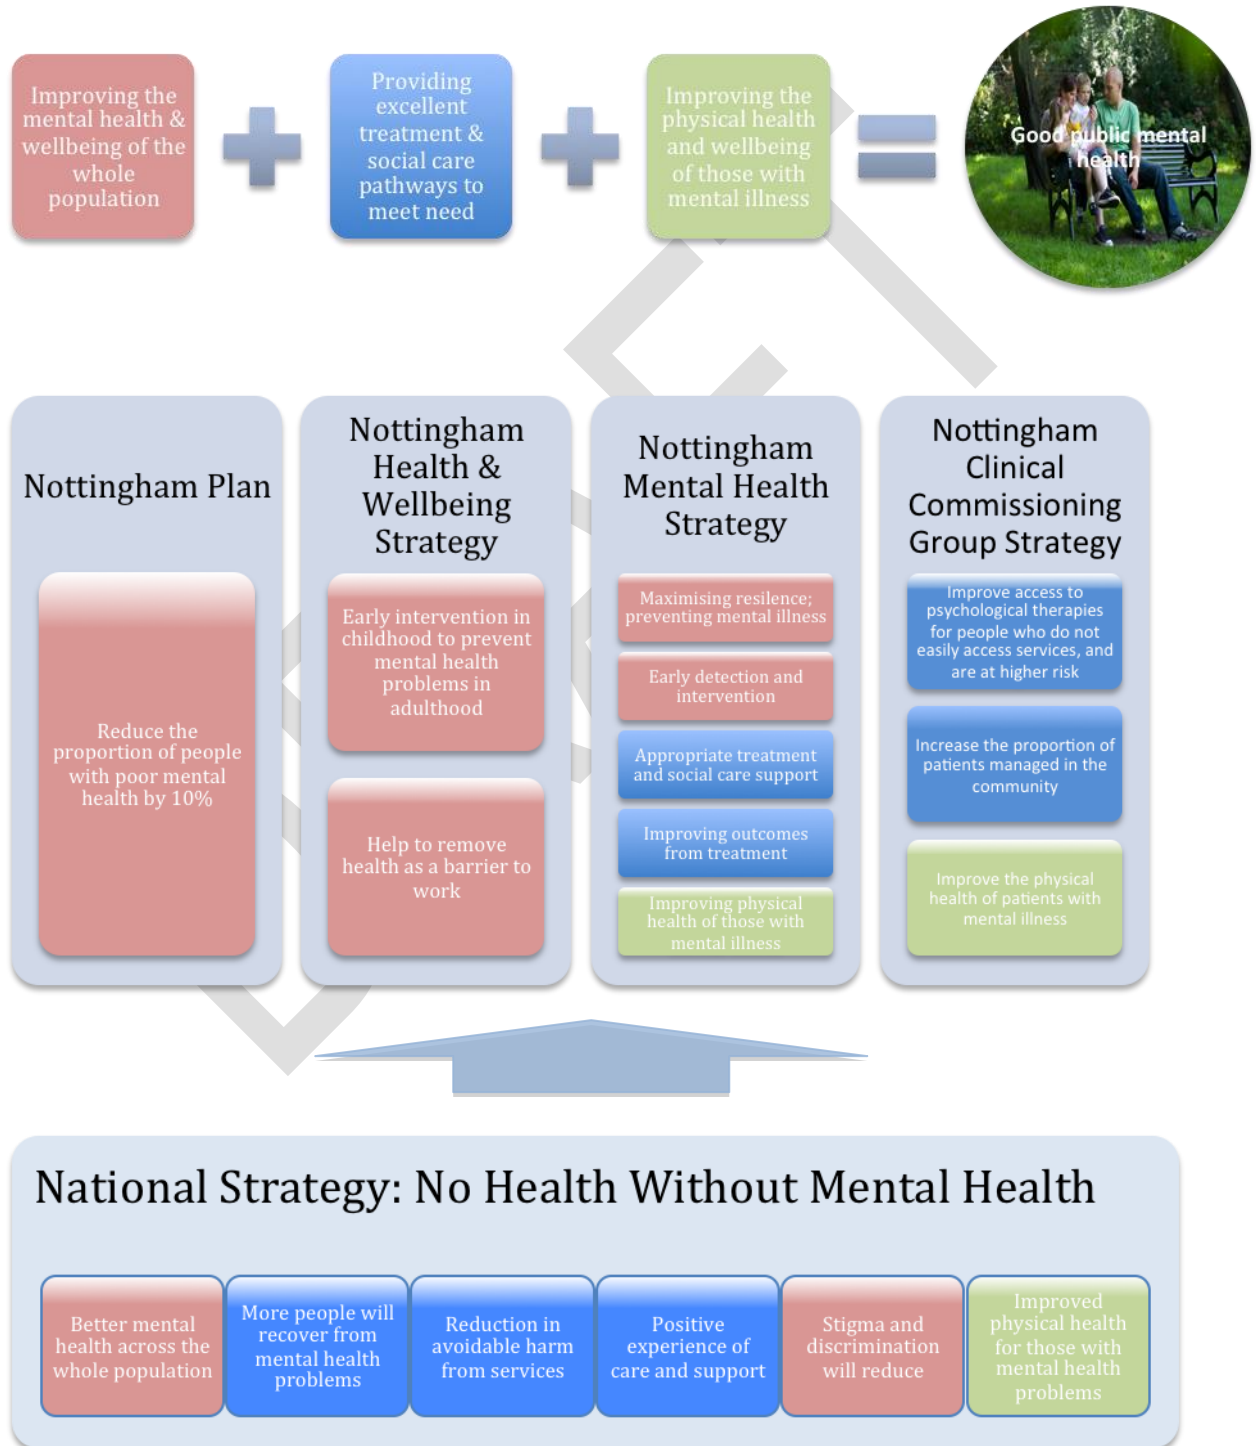 Improving the
mental health &
wellbeing of the
whole
population
Providing
excellent
treatment &
social care
pathways to
meet need
Improving the
physical health
and wellbeing
of those with
mental illness
Good public mental
health
Nottingham Plan
Reduce the
proportion of people
with poor mental
health by 10%
Nottingham
Health &
Wellbeing
Strategy
Early intervention in
childhood to prevent
mental health
problems in
adulthood
Help to remove
health as a barrier to
work
Nottingham
Mental Health
Strategy
Maximising resilence;
preventing mental illness
Early detection and
intervention
Appropriate treatment
and social care support
Improving outcomes
from treatment
Improving physical
health of those with
mental illness
Nottingham
Clinical
Commissioning
Group Strategy
Improve access to
psychological therapies
for people who do not
easily access services, and
are at higher risk
Increase the proportion of
patients managed in the
community
Improve the physical
health of patients with
mental illness
National Strategy: No Health Without Mental Health
Better mental
health across the
whole population
More people will
recover from
mental health
problems
Reduction in
avoidable harm
from services
Positive
experience of
care and support
Stigma and
discrimination
will reduce
Improved
physical health
for those with
mental health
problems